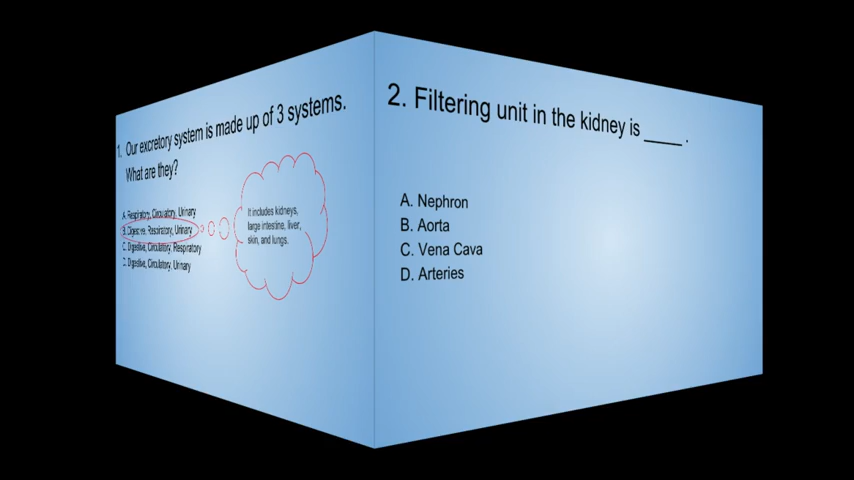 1. Our excretory system is made up of 3 systems.
What are they?
A. Respiratory, Circulatory, Urinary
B. Digestive, Respiratory, Urinary
C. Digestive, Circulatory, Respiratory
D. Digestive, Circulatory, Urinary
It includes kidneys,
large intestine, liver,
skin, and lungs.
2. Filtering unit in the kidney is ____ .
A. Nephron
B. Aorta
C. Vena Cava
D. Arteries